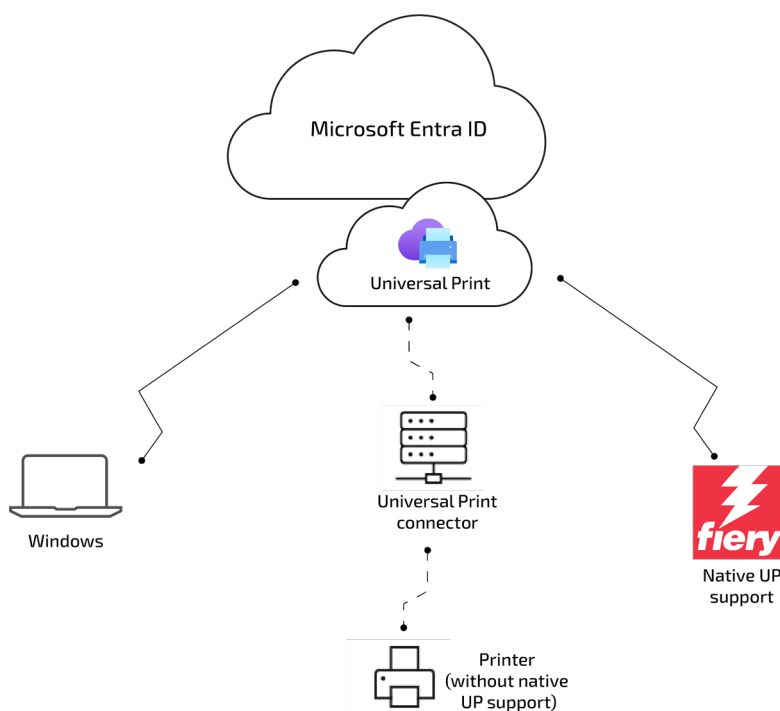 Microsoft Entra ID
Universal Print
Universal Print
connector
Windows
fiery
Native UP
support
Printer
(without native
UP support)